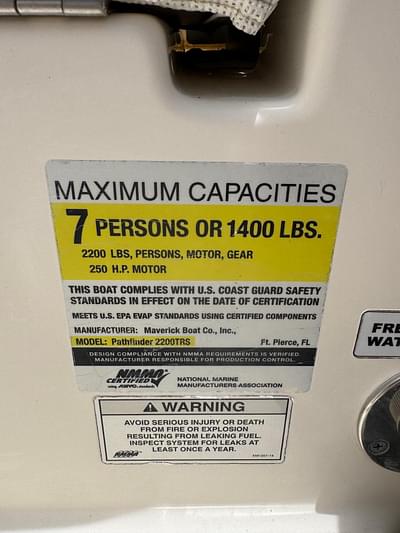 MAXIMUM CAPACITIES
7 PERSONS OR 1400 LBS.
2200 LBS, PERSONS, MOTOR, GEAR
250 H.P. MOTOR
THIS BOAT COMPLIES WITH U.S. COAST GUARD SAFETY
STANDARDS IN EFFECT ON THE DATE OF CERTIFICATION
MEETS U.S. EPA EVAP STANDARDS USING CERTIFIED COMPONENTS
MANUFACTURER: Maverick Boat Co., Inc.,
MODEL: Pathfinder 2200TRS Ft. Pierce, FL
DESIGN COMPLIANCE WITH NMMA REQUIREMENTS IS VERIFIED.
MANUFACTURER RESPONSIBLE FOR PRODUCTION CONTROL.
NMMA
CERTIFIED
using ABYC standards
NATIONAL MARINE
MANUFACTURERS ASSOCIATION
WARNING
AVOID SERIOUS INJURY OR DEATH
FROM FIRE OR EXPLOSION
RESULTING FROM LEAKING FUEL.
INSPECT SYSTEM FOR LEAKS AT
LEAST ONCE A YEAR.
NMMA
FRE
WAT